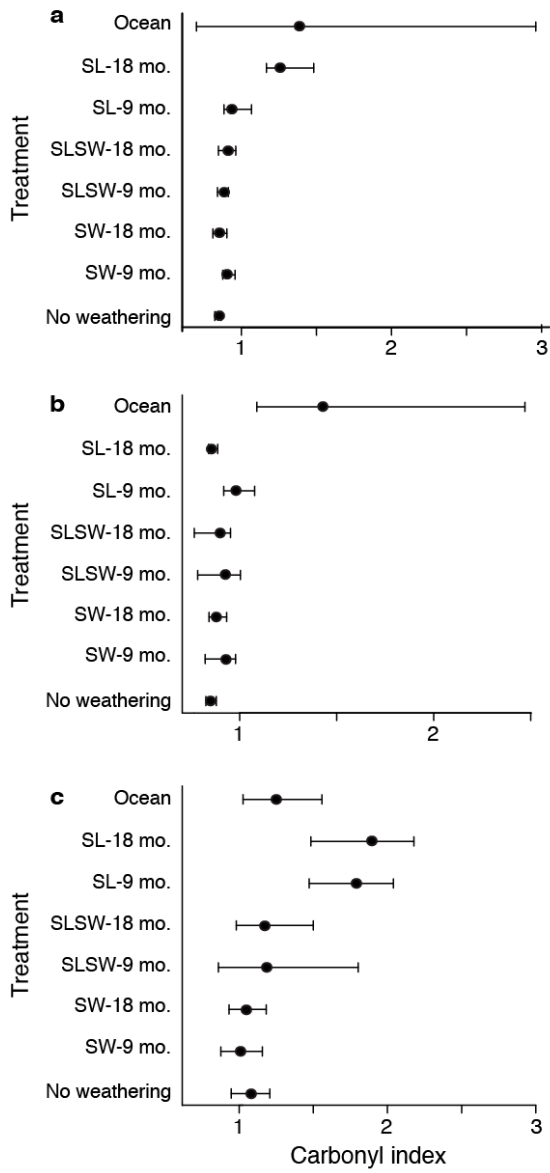 a
Ocean
SL-18 mo.
SL-9 mo.
SLSW-18 mo.
SLSW-9 mo.
SW-18 mo.
SW-9 mo.
No weathering
Treatment
1 2 3
b
Ocean
SL-18 mo.
SL-9 mo.
SLSW-18 mo.
SLSW-9 mo.
SW-18 mo.
SW-9 mo.
No weathering
Treatment
1 2
c
Ocean
SL-18 mo.
SL-9 mo.
SLSW-18 mo.
SLSW-9 mo.
SW-18 mo.
SW-9 mo.
No weathering
Treatment
1 2 3
Carbonyl index